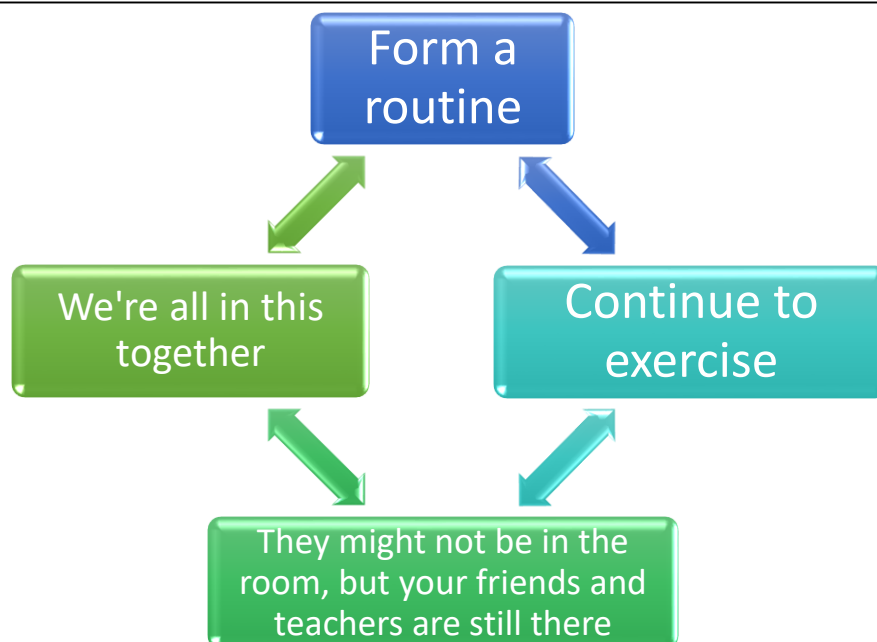 Form a
routine
We're all in this
together
Continue to
exercise
They might not be in the
room, but your friends and
teachers are still there